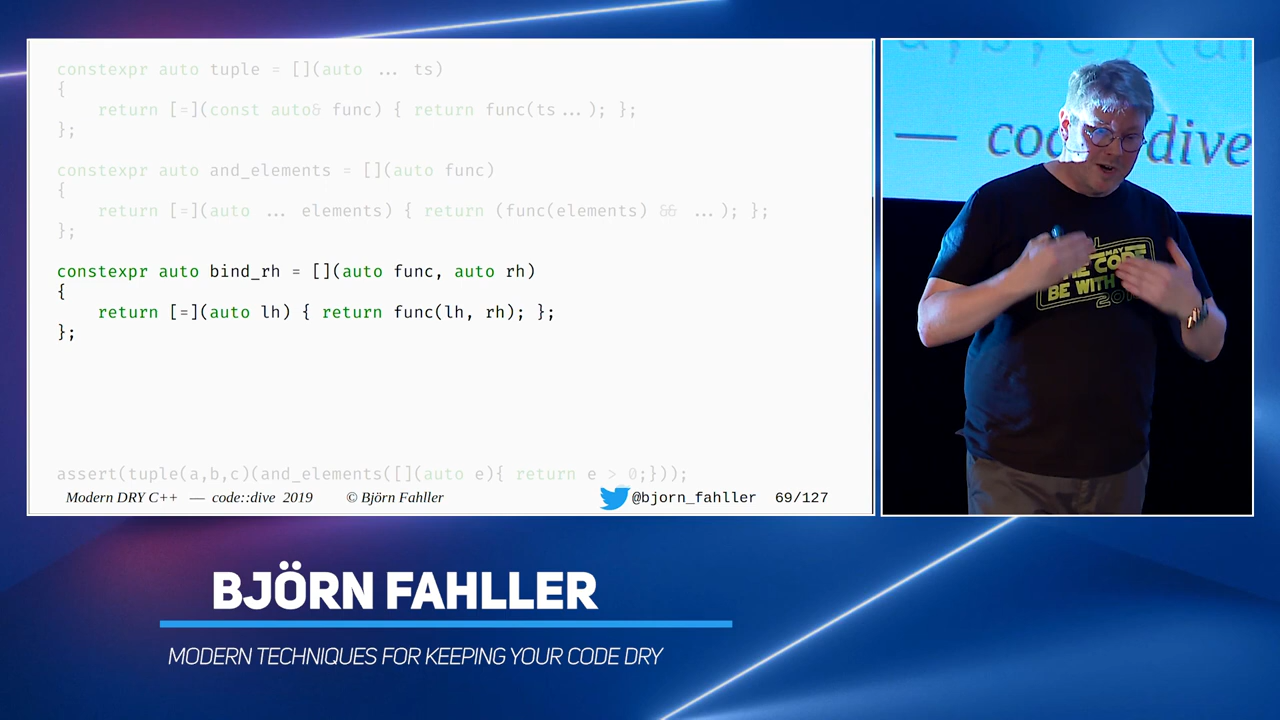 constexpr auto tuple = [](auto ... ts)
{
    return [=](const auto& func) { return func(ts...); };
};
constexpr auto and_elements = [](auto func)
{
    return [=](auto ... elements) { return (func(elements) && ...); };
};
constexpr auto bind_rh = [](auto func, auto rh)
{
    return [=](auto lh) { return func(lh, rh); };
};
assert(tuple(a,b,c)(and_elements([](auto e){ return e > 0;}));
Modern DRY C++ — code::dive 2019 © Björn Fahller @bjorn_fahller 69/127
a,b,c)(a
— code::dive
MAY
THE CODE
BE WITH
BJÖRN FAHLLER
MODERN TECHNIQUES FOR KEEPING YOUR CODE DRY